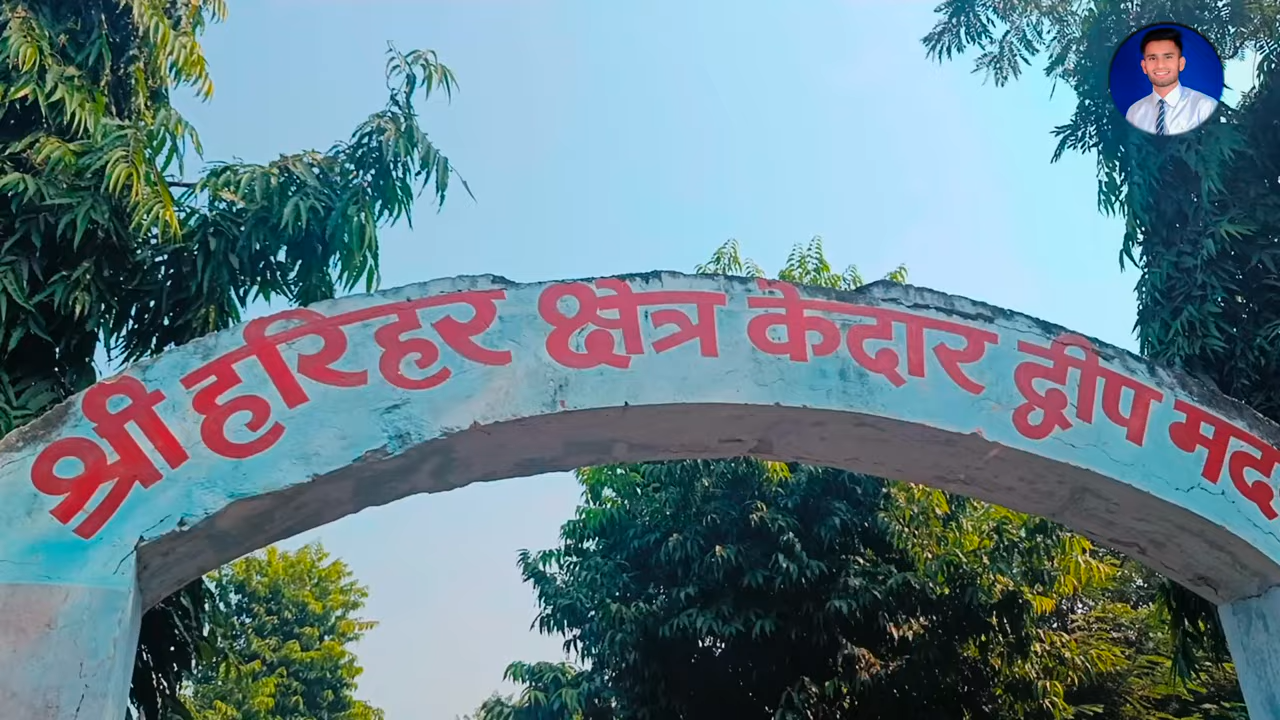 श्री हरिहर क्षेत्र केदार द्वीप मद